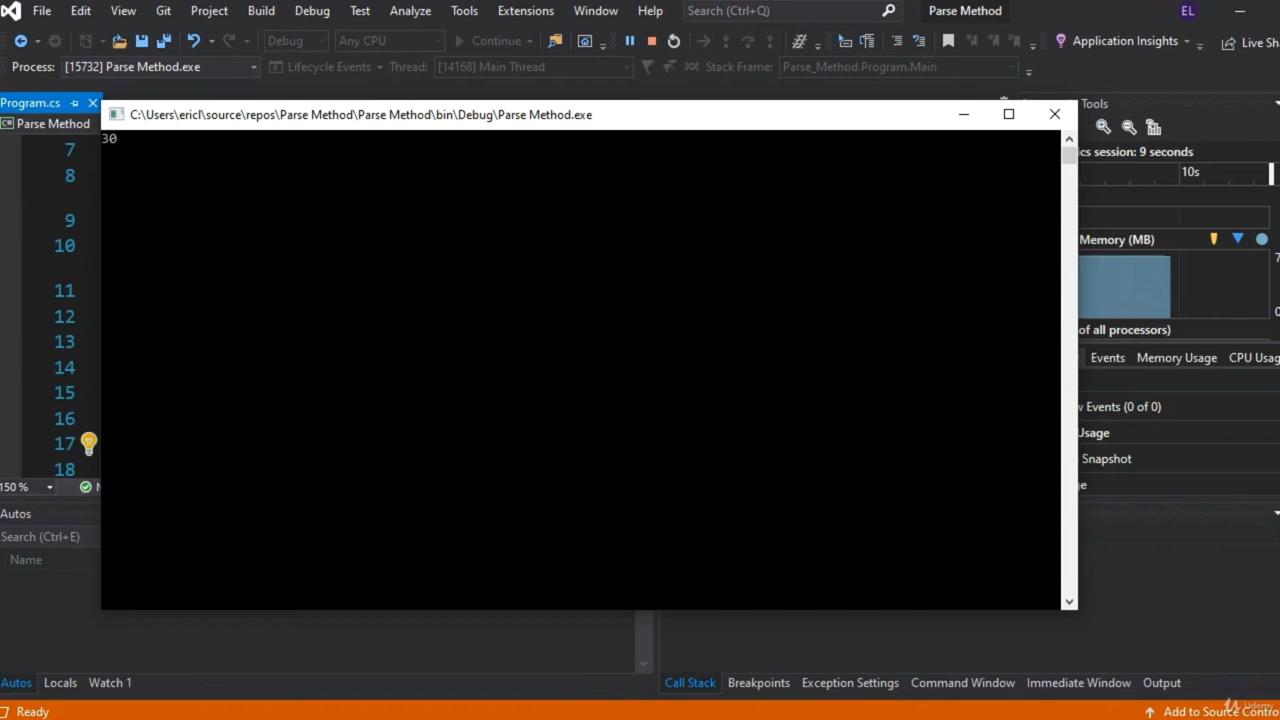 File Edit View Git Project Build Debug Test Analyze Tools Extensions Window Help Search (Ctrl+Q) Parse Method EL
Debug Any CPU Continue Application Insights Live Sh
Process: [15732] Parse Method.exe Lifecycle Events Thread: [14168] Main Thread Stack Frame: Parse_Method.Program.Main
Program.cs Tools
C:\Users\ericl\source\repos\Parse Method\Parse Method\bin\Debug\Parse Method.exe
C# Parse Method
30
7
ics session: 9 seconds
8 10s
9
10 Memory (MB)
7
11
12 0
of all processors)
13
14 Events Memory Usage CPU Usag
15
w Events (0 of 0)
16
17 Usage
18 Snapshot
150 % ge
Autos
Search (Ctrl+E)
Name
Autos Locals Watch 1 Call Stack Breakpoints Exception Settings Command Window Immediate Window Output
Ready Add to Source Contro
Udemy